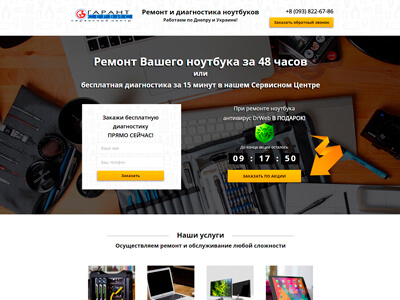 ГАРАНТ
СЕРВИС
СЕРВИСНЫЙ ЦЕНТР
Ремонт и диагностика ноутбуков
Работаем по Днепру и Украине!
+8 (093) 822-67-86
Заказать обратный звонок
Ремонт Вашего ноутбука за 48 часов
или
бесплатная диагностика за 15 минут в нашем Сервисном Центре
Закажи бесплатную
диагностику
ПРЯМО СЕЙЧАС!
Ваше имя
Ваш телефон
Заказать
При ремонте ноутбука
антивирус DrWeb В ПОДАРОК!
До конца акции осталось
09 : 17 : 50
ЗАКАЗАТЬ ПО АКЦИИ
Наши услуги
Осуществляем ремонт и обслуживание любой сложности